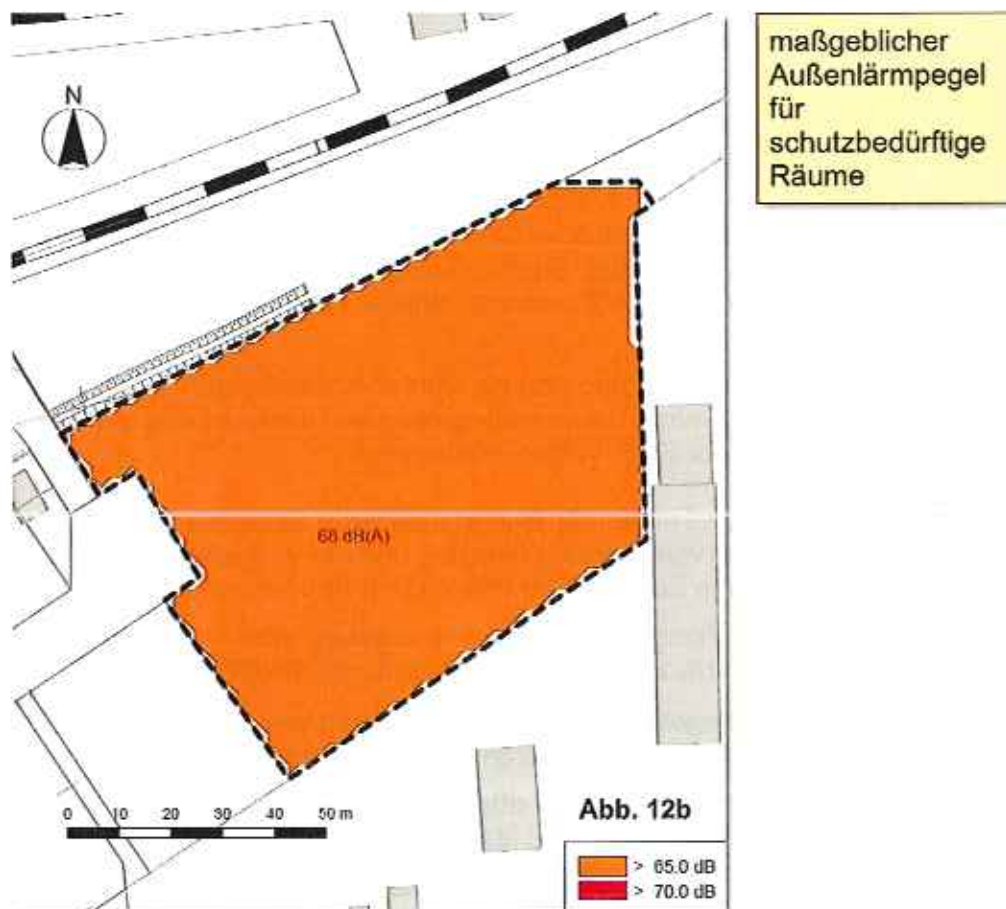 maßgeblicher
Außenlärmpegel
für
schutzbedürftige
Räume
N
68 dB(A)
0 10 20 30 40 50 m
Abb. 12b
> 65.0 dB
> 70.0 dB